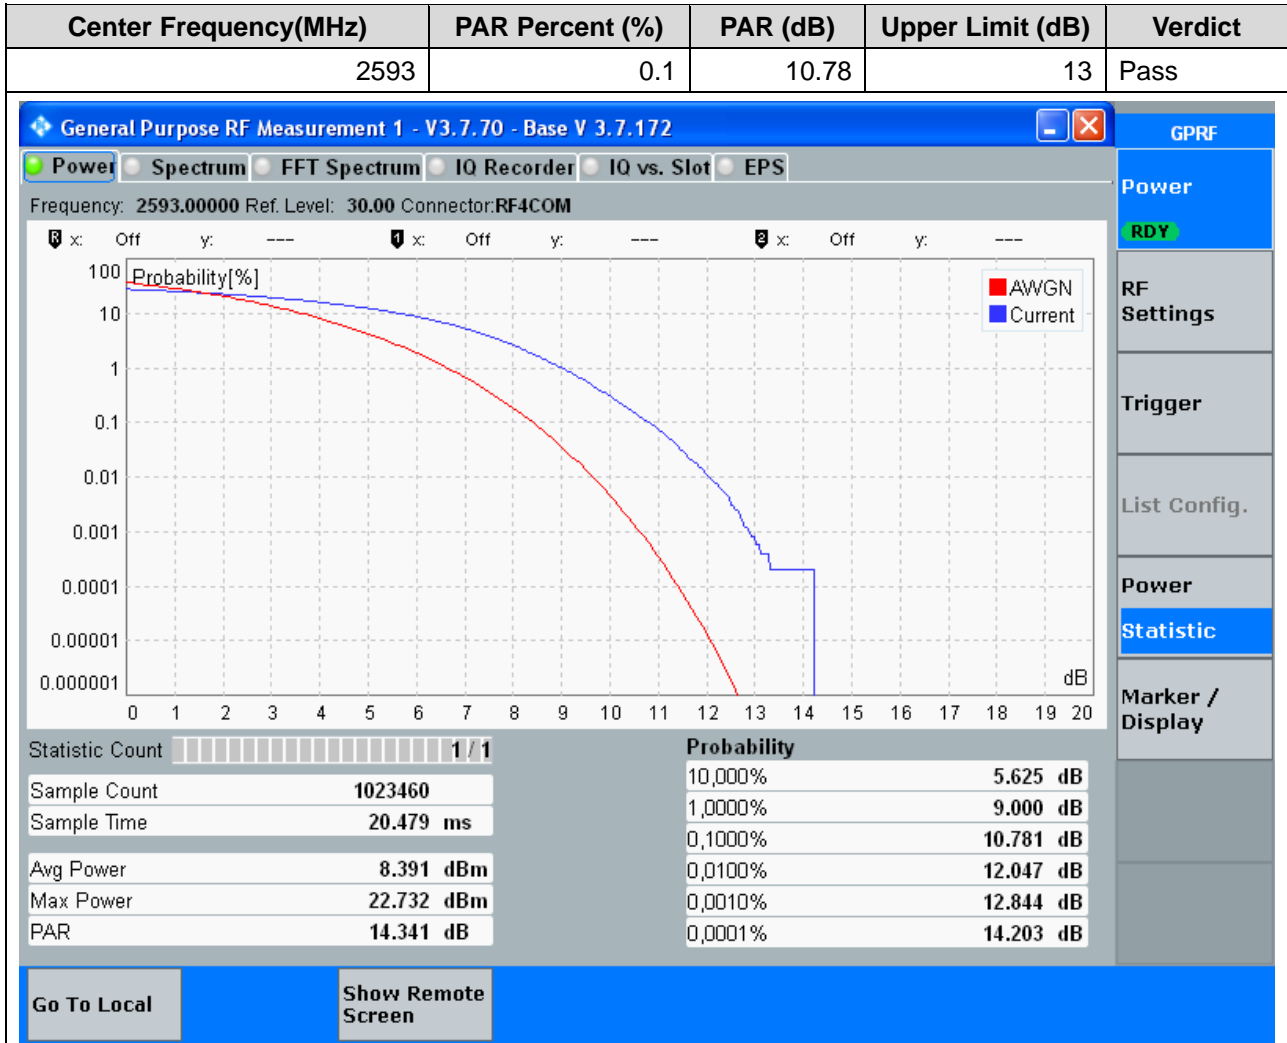 Center Frequency(MHz) PAR Percent (%) PAR (dB) Upper Limit (dB) Verdict
2593 0.1 10.78 13 Pass
General Purpose RF Measurement 1 - V3.7.70 - Base V 3.7.172
GPRF
Power Spectrum FFT Spectrum IQ Recorder IQ vs. Slot EPS
Power
RDY
Frequency: 2593.00000 Ref. Level: 30.00 Connector:RF4COM
R x: Off y: --- 1 x: Off y: --- 2 x: Off y: ---
Probability[%]
AWGN
Current
100
10
1
0.1
0.01
0.001
0.0001
0.00001
0.000001
dB
0 1 2 3 4 5 6 7 8 9 10 11 12 13 14 15 16 17 18 19 20
RF
Settings
Trigger
List Config.
Power
Statistic
Marker /
Display
Statistic Count 1 / 1
Sample Count 1023460
Sample Time 20.479 ms
Avg Power 8.391 dBm
Max Power 22.732 dBm
PAR 14.341 dB
Probability
10,000% 5.625 dB
1,0000% 9.000 dB
0,1000% 10.781 dB
0,0100% 12.047 dB
0,0010% 12.844 dB
0,0001% 14.203 dB
Go To Local
Show Remote
Screen